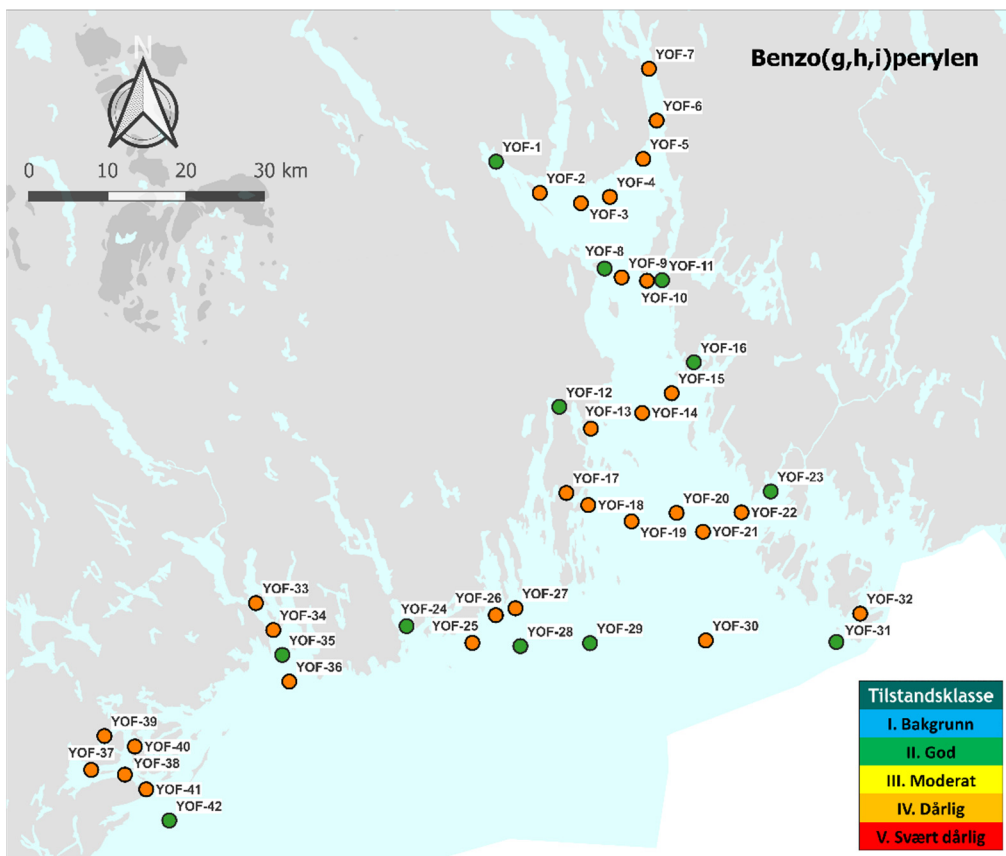 Benzo(g,h,i)perylen
N
0 10 20 30 km
YOF-7
YOF-6
YOF-5
YOF-1
YOF-2
YOF-4
YOF-3
YOF-8
YOF-9
YOF-11
YOF-10
YOF-16
YOF-15
YOF-12
YOF-13
YOF-14
YOF-17
YOF-18
YOF-20
YOF-23
YOF-22
YOF-19
YOF-21
YOF-33
YOF-34
YOF-35
YOF-36
YOF-24
YOF-26
YOF-27
YOF-25
YOF-28
YOF-29
YOF-30
YOF-32
YOF-31
YOF-39
YOF-40
YOF-37
YOF-38
YOF-41
YOF-42
Tilstandsklasse
I. Bakgrunn
II. God
III. Moderat
IV. Dårlig
V. Svært dårlig